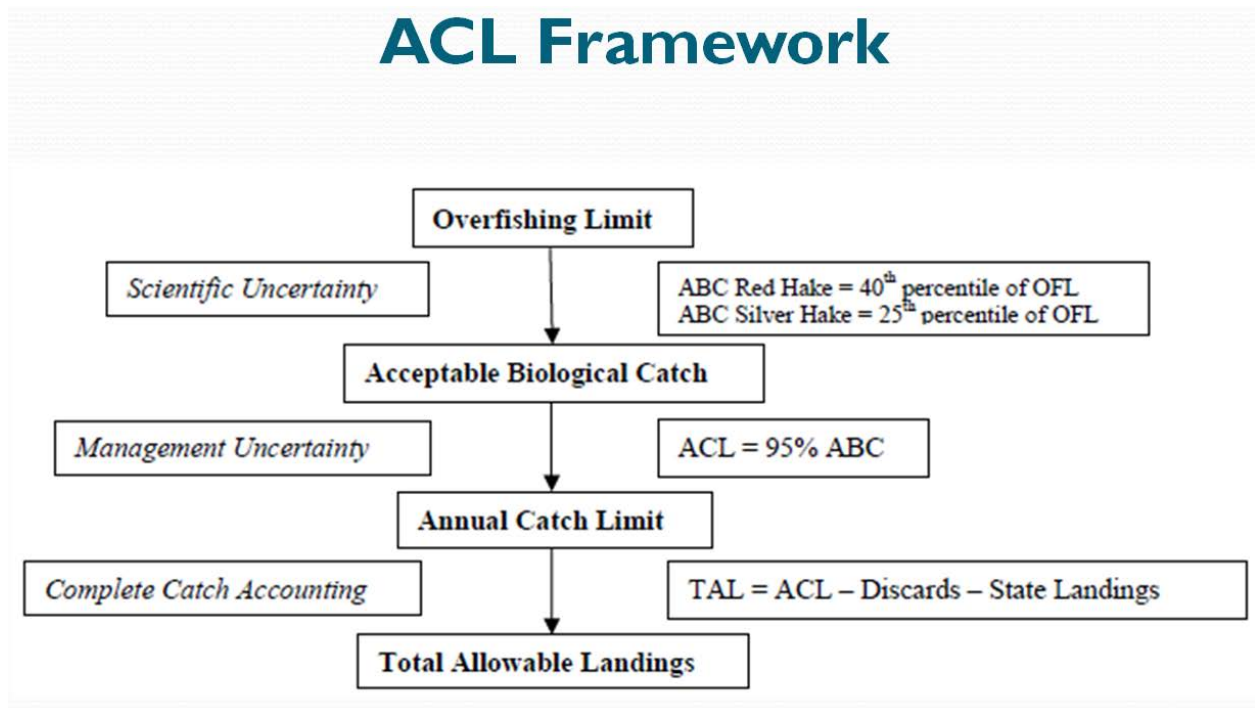 ACL Framework
Overfishing Limit
Scientific Uncertainty
ABC Red Hake = 40th percentile of OFL
ABC Silver Hake = 25th percentile of OFL
Acceptable Biological Catch
Management Uncertainty
ACL = 95% ABC
Annual Catch Limit
Complete Catch Accounting
TAL = ACL – Discards – State Landings
Total Allowable Landings